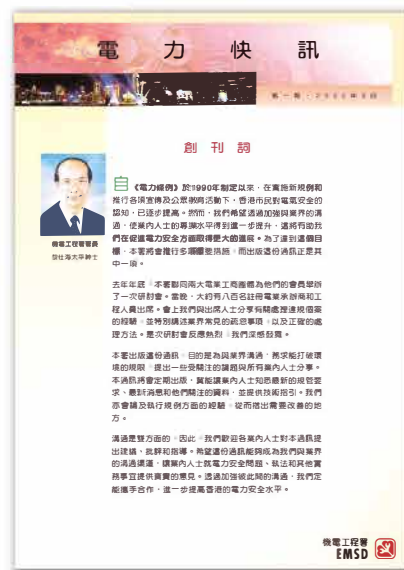 電力快訊
第一期
創刊詞
自《電力條例》於1990年制定以來，在實施新規例和
推行各項宣傳及公眾教育活動下，香港市民對電氣安全的
認知，已逐步提高。然而，我們希望透過加強與業界的溝
通，使業內人士的專業水平得到進一步提升，這將有助我
們在促進電力安全方面取得更大的進展。為了達到這個目
標，本署將會推行多項重要措施，而出版這份通訊正是其
中一項。
機電工程署署長
去年年底，本署聯同兩大電業工商團體為他們的會員舉辦
了一次研討會。當晚，大約有八百名註冊電業承辦商和工
程人員出席。會上我們與出席人士分享有關處理違規個案
的經驗，並特別講述業界常見的疏忽事項，以及正確的處
理方法。是次研討會反應熱烈，我們深感鼓舞。
本署出版這份通訊，目的是為與業界溝通，務求能打破環
境的規限，提出一些受關注的議題與所有業內人士分享。
本通訊將會定期出版，冀能讓業內人士知悉最新的規管要
求、最新消息和他們關注的資料，並提供技術指引。我們
亦會論及執行規例方面的經驗，從而指出需要改善的地
方。
溝通是雙方面的，因此，我們歡迎各業內人士對本通訊提
出建議、批評和指導。希望這份通訊能夠成為我們與業界
的溝通渠道，讓業內人士就電力安全問題、執法和其他實
務事宜提供寶貴的意見。透過加強彼此間的溝通，我們定
能攜手合作，進一步提高香港的電力安全水平。
機電工程署
EMSD